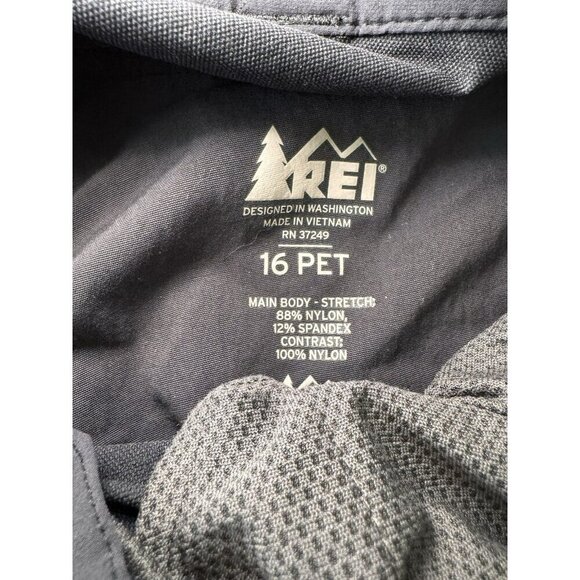 REI®
DESIGNED IN WASHINGTON
MADE IN VIETNAM
RN 37249
16 PET
MAIN BODY - STRETCH:
88% NYLON,
12% SPANDEX
CONTRAST:
100% NYLON